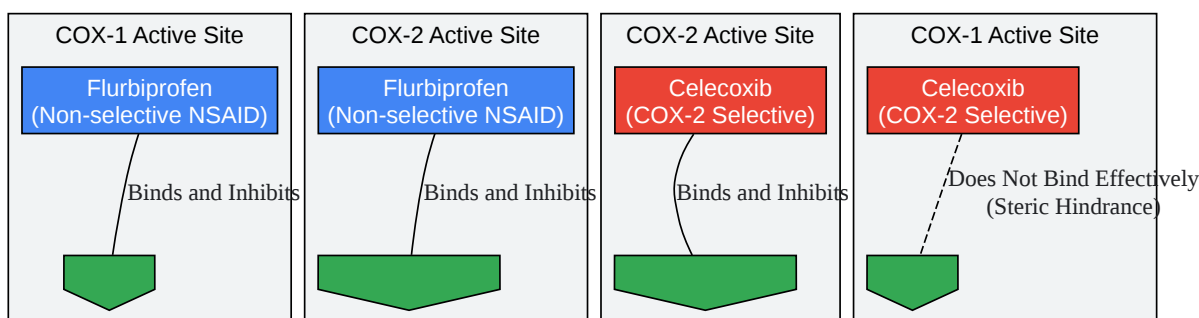 COX-1 Active Site
Flurbiprofen
(Non-selective NSAID)
Binds and Inhibits
COX-2 Active Site
Flurbiprofen
(Non-selective NSAID)
Binds and Inhibits
COX-2 Active Site
Celecoxib
(COX-2 Selective)
Binds and Inhibits
COX-1 Active Site
Celecoxib
(COX-2 Selective)
Does Not Bind Effectively
(Steric Hindrance)